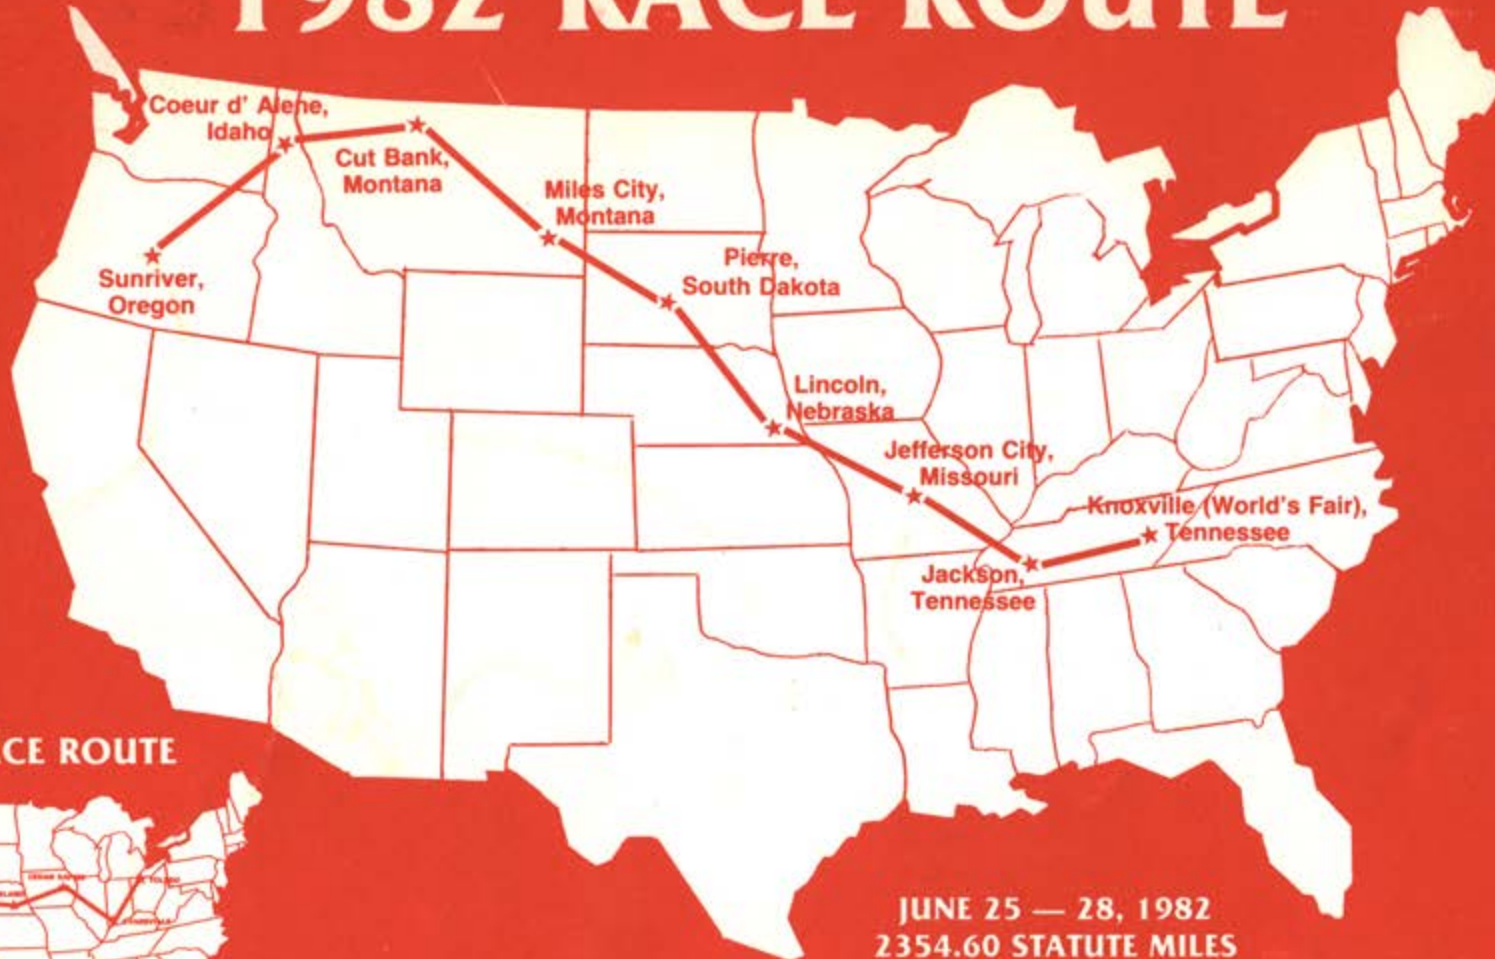 1982 RACE ROUTE
Coeur d' Alene,
Idaho
Cut Bank,
Montana
Miles City,
Montana
Sunriver,
Oregon
Pierre,
South Dakota
Lincoln,
Nebraska
Jefferson City,
Missouri
Knoxville (World's Fair),
Tennessee
Jackson,
Tennessee
CE ROUTE
JUNE 25 — 28, 1982
2354.60 STATUTE MILES